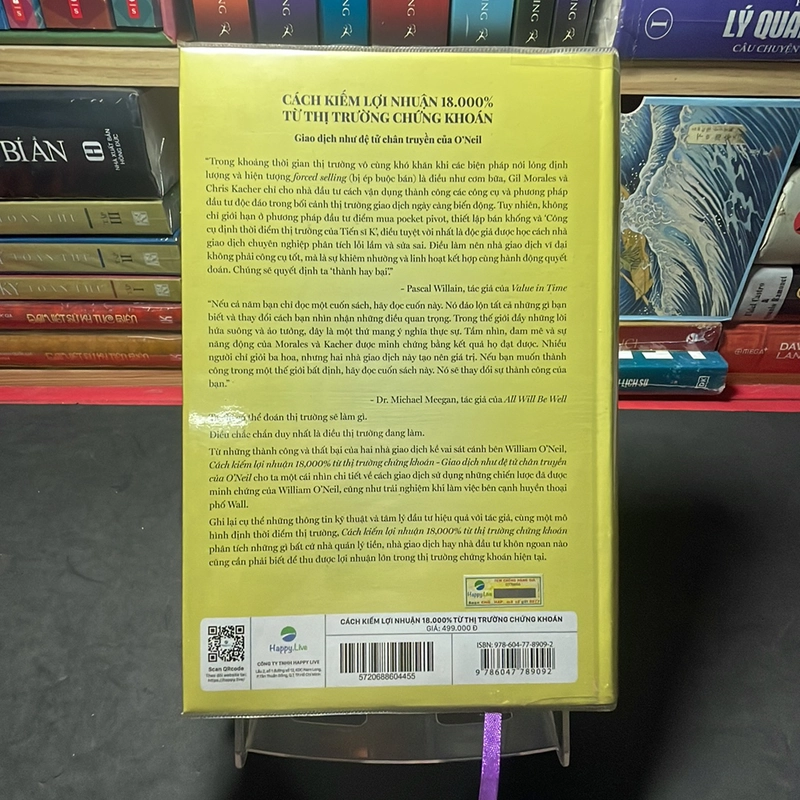 LÝ QUA
CÂU CHUYỆN
BÍ ẨN
NHÀ XUẤT BẢN
HỒNG ĐỨC
TẬP III
TẬP II
TẬP I
CÁCH KIẾM LỢI NHUẬN 18.000%
TỪ THỊ TRƯỜNG CHỨNG KHOÁN
Giao dịch như đệ tử chân truyền của O’Neil
“Trong khoảng thời gian thị trường vô cùng khó khăn khi các biện pháp nới lỏng định
lượng và hiện tượng forced selling (bị ép buộc bán) là điều như cơm bữa, Gil Morales và
Chris Kacher chỉ cho nhà đầu tư cách vận dụng thành công các công cụ và phương pháp
đầu tư độc đáo trong bối cảnh thị trường giao dịch ngày càng biến động. Tuy nhiên, không
chỉ giới hạn ở phương pháp đầu tư điểm mua pocket pivot, thiết lập bán khống và ‘Công
cụ định thời điểm thị trường của Tiến sĩ K’, điều tuyệt vời nhất là độc giả được học cách nhà
giao dịch chuyên nghiệp phân tích lỗi lầm và sửa sai. Điều làm nên nhà giao dịch vĩ đại
không phải công cụ tốt, mà là sự khiêm nhường và linh hoạt kết hợp cùng hành động quyết
đoán. Chúng sẽ quyết định ta ‘thành hay bại’.”
- Pascal Willain, tác giả của Value in Time
“Nếu cả năm bạn chỉ đọc một cuốn sách, hãy đọc cuốn này. Nó đảo lộn tất cả những gì bạn
biết và thay đổi cách bạn nhìn nhận những điều quan trọng. Trong thế giới đầy những lời
hứa suông và ảo tưởng, đây là một thứ mang ý nghĩa thực sự. Tầm nhìn, đam mê và sự
năng động của Morales và Kacher được minh chứng bằng kết quả họ đạt được. Nhiều
người chỉ giỏi ba hoa, nhưng hai nhà giao dịch này tạo nên giá trị. Nếu bạn muốn thành
công trong một thế giới bất định, hãy đọc cuốn sách này. Nó sẽ thay đổi sự thành công của
bạn.”
- Dr. Michael Meegan, tác giả của All Will Be Well
thể đoán thị trường sẽ làm gì.
Điều chắc chắn duy nhất là điều thị trường đang làm.
Từ những thành công và thất bại của hai nhà giao dịch kề vai sát cánh bên William O’Neil,
Cách kiếm lợi nhuận 18,000% từ thị trường chứng khoán - Giao dịch như đệ tử chân truyền
của O’Neil cho ta một cái nhìn chi tiết về cách giao dịch sử dụng những chiến lược đã được
minh chứng của William O’Neil, cũng như trải nghiệm khi làm việc bên cạnh huyền thoại
phố Wall.
Ghi lại cụ thể những thông tin kỹ thuật và tâm lý đầu tư hiệu quả với tác giả, cùng một mô
hình định thời điểm thị trường, Cách kiếm lợi nhuận 18,000% từ thị trường chứng khoán
phân tích những gì bất cứ nhà quản lý tiền, nhà giao dịch hay nhà đầu tư khôn ngoan nào
cũng cần phải biết để thu được lợi nhuận lớn trong thị trường chứng khoán hiện tại.
Happy.Live
Scan QRcode
Happy.Live
CÔNG TY TNHH HAPPY LIVE
CÁCH KIẾM LỢI NHUẬN 18.000% TỪ THỊ TRƯỜNG CHỨNG KHOÁN
GIÁ: 499.000 Đ
5720688604455
ISBN: 978-604-77-8909-2
9 786047 789092
LỊCH SỬ
MEGA+
DAV
LAN